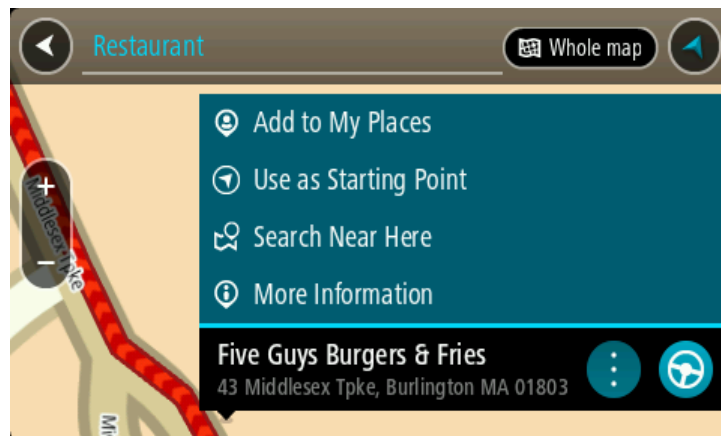 Restaurant
Whole map
Add to My Places
Use as Starting Point
Search Near Here
More Information
Five Guys Burgers & Fries
43 Middlesex Tpke, Burlington MA 01803
Middlesex Tpke
Mi